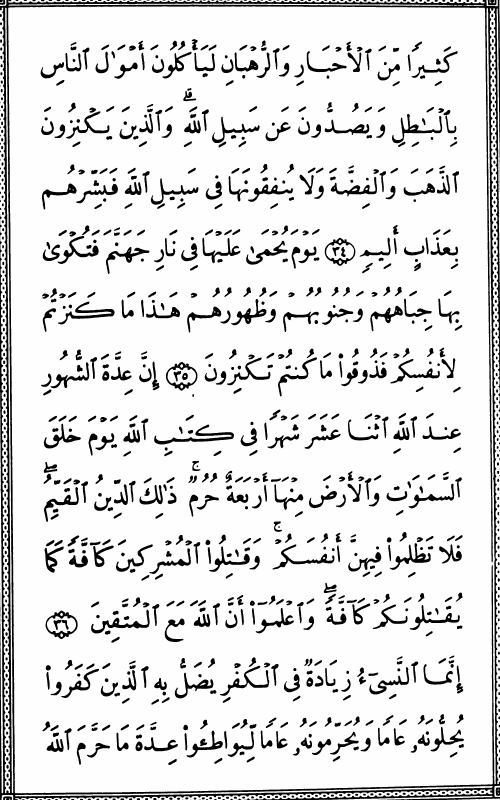 كَثِيرًا مِّنَ ٱلْأَحْبَارِ وَٱلرُّهْبَانِ لَيَأْكُلُونَ أَمْوَٰلَ ٱلنَّاسِ
بِٱلْبَٰطِلِ وَيَصُدُّونَ عَن سَبِيلِ ٱللَّهِ ۗ وَٱلَّذِينَ يَكْنِزُونَ
ٱلذَّهَبَ وَٱلْفِضَّةَ وَلَا يُنفِقُونَهَا فِى سَبِيلِ ٱللَّهِ فَبَشِّرْهُم
بِعَذَابٍ أَلِيمٍ ٣٤ يَوْمَ يُحْمَىٰ عَلَيْهَا فِى نَارِ جَهَنَّمَ فَتُكْوَىٰ
بِهَا جِبَاهُهُمْ وَجُنُوبُهُمْ وَظُهُورُهُمْ هَٰذَا مَا كَنَزْتُمْ
لِأَنفُسِكُمْ فَذُوقُوا۟ مَا كُنتُمْ تَكْنِزُونَ ٣٥ إِنَّ عِدَّةَ ٱلشُّهُورِ
عِندَ ٱللَّهِ ٱثْنَا عَشَرَ شَهْرًا فِى كِتَٰبِ ٱللَّهِ يَوْمَ خَلَقَ
ٱلسَّمَٰوَٰتِ وَٱلْأَرْضَ مِنْهَآ أَرْبَعَةٌ حُرُمٌ ۚ ذَٰلِكَ ٱلدِّينُ ٱلْقَيِّمُ ۖ
فَلَا تَظْلِمُوا۟ فِيهِنَّ أَنفُسَكُمْ ۚ وَقَٰتِلُوا۟ ٱلْمُشْرِكِينَ كَآفَّةً كَمَا
يُقَٰتِلُونَكُمْ كَآفَّةً ۖ وَٱعْلَمُوٓا۟ أَنَّ ٱللَّهَ مَعَ ٱلْمُتَّقِينَ ٣٦
إِنَّمَا ٱلنَّسِىٓءُ زِيَادَةٌ فِى ٱلْكُفْرِ يُضَلُّ بِهِ ٱلَّذِينَ كَفَرُوا۟
يُحِلُّونَهُۥ عَامًا وَيُحَرِّمُونَهُۥ عَامًا لِّيُوَاطِـُٔوا۟ عِدَّةَ مَا حَرَّمَ ٱللَّهُ